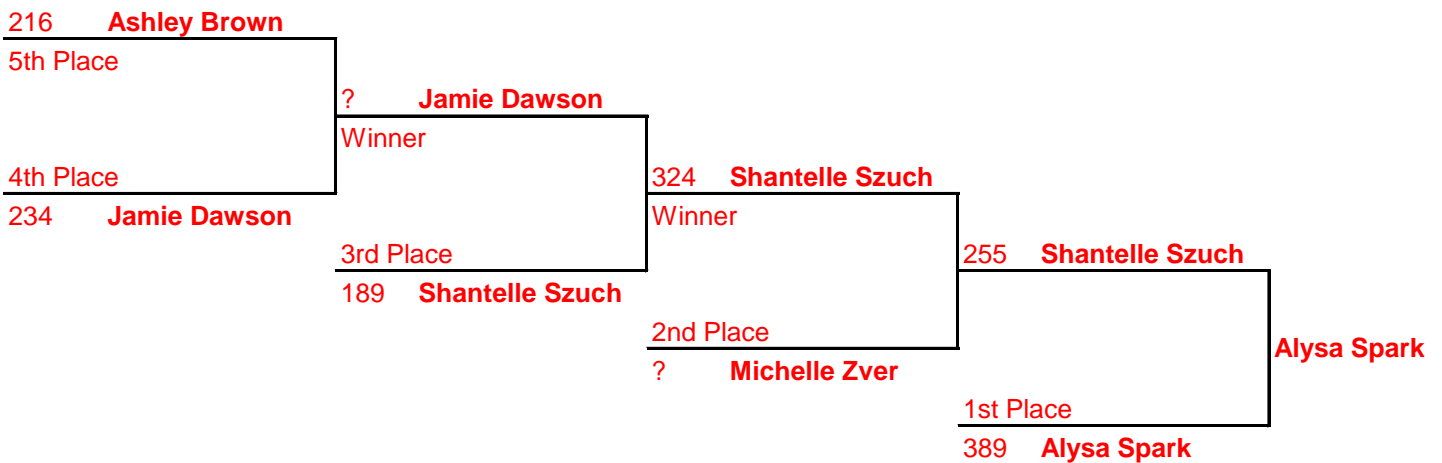 216 Ashley Brown
5th Place
? Jamie Dawson
Winner
4th Place
324 Shantelle Szuch
234 Jamie Dawson
Winner
3rd Place
255 Shantelle Szuch
189 Shantelle Szuch
2nd Place
Alysa Spark
? Michelle Zver
1st Place
389 Alysa Spark